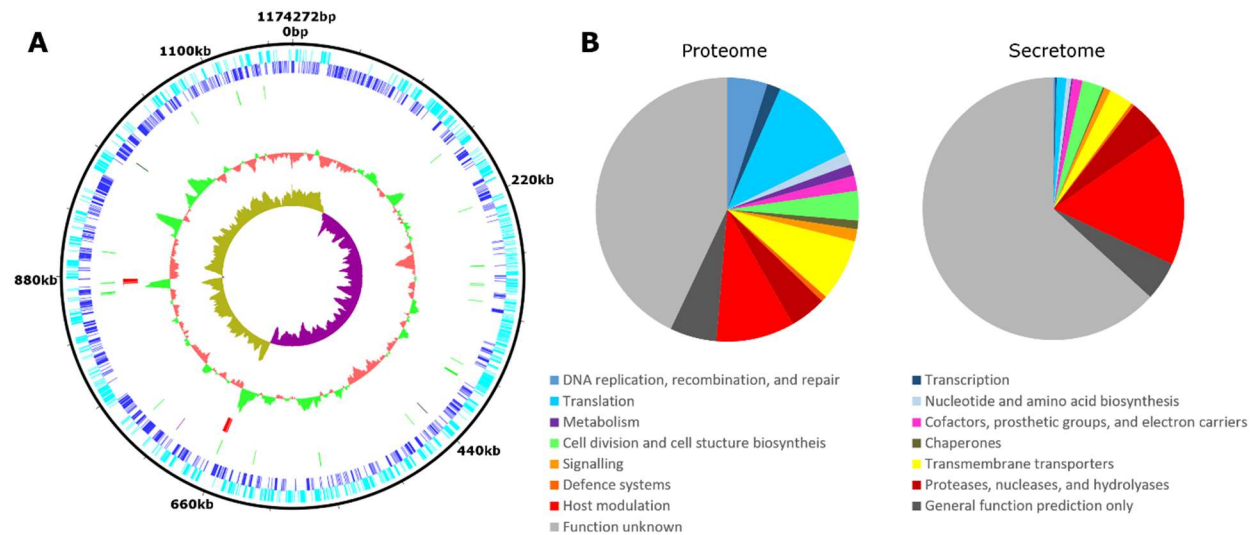 A
1174272bp
0bp
1100kb
220kb
880kb
440kb
660kb
B
Proteome
Secretome
DNA replication, recombination, and repair
Transcription
Translation
Nucleotide and amino acid biosynthesis
Metabolism
Cofactors, prosthetic groups, and electron carriers
Cell division and cell stucture biosyntheis
Chaperones
Signalling
Transmembrane transporters
Defence systems
Proteases, nucleases, and hydrolyases
Host modulation
General function prediction only
Function unknown